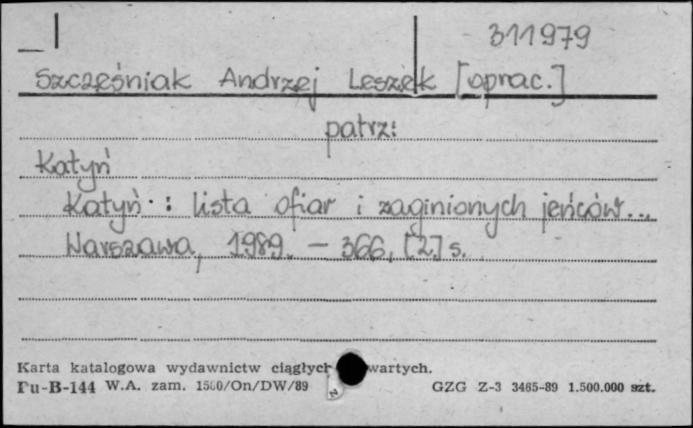 311979
Szczęśniak Andrzej Leszek [oprac.]
patrz:
Katyń
Katyń : lista ofiar i zaginionych jeńców...
Warszawa, 1989. – 366, [2] s.
Karta katalogowa wydawnictw ciągłych wartych.
Pu-B-144 W.A. zam. 1500/On/DW/89 GZG Z-3 3465-89 1.500.000 szt.
N